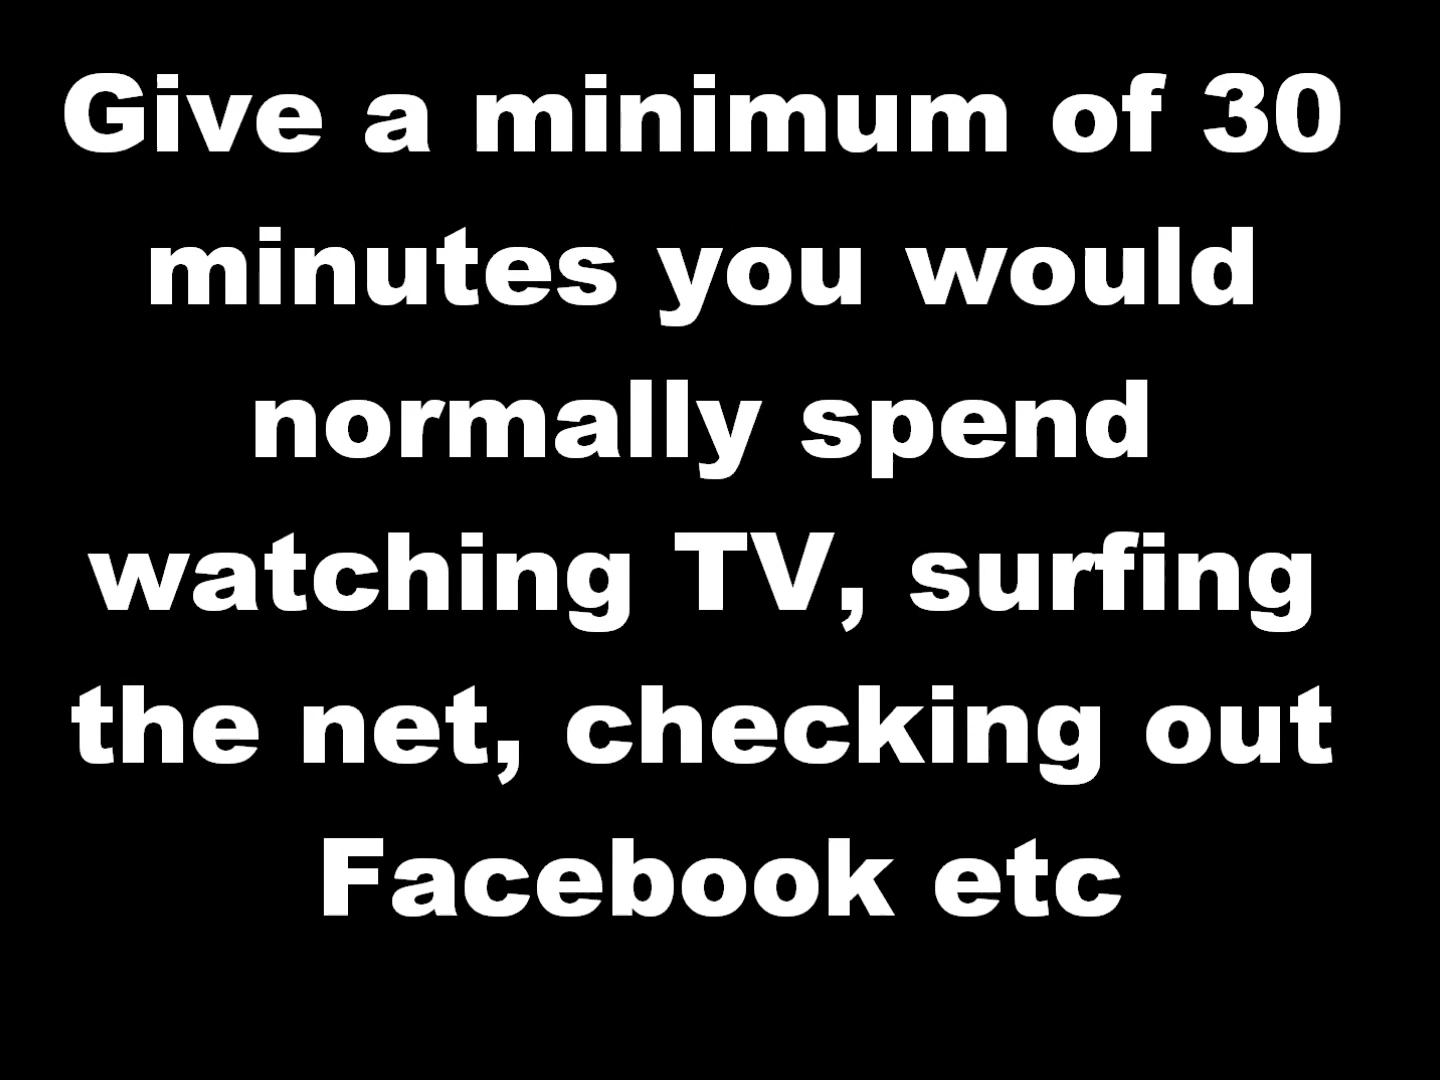 Give a minimum of 30
minutes you would
normally spend
watching TV, surfing
the net, checking out
Facebook etc